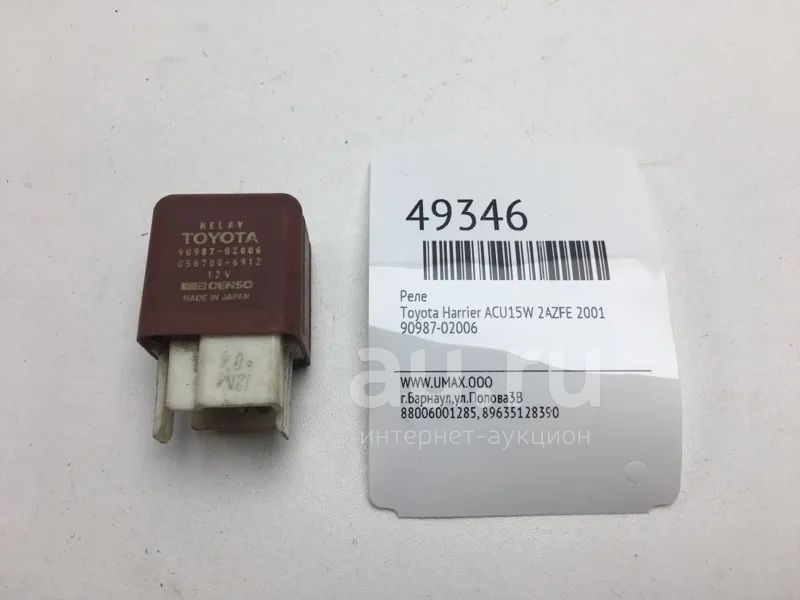 RELAY
TOYOTA
90987-02006
056700-6912
12V
DENSO
MADE IN JAPAN
49346
Реле
Toyota Harrier ACU15W 2AZFE 2001
90987-02006
WWW.UMAX.OOO
г.Барнаул,ул.Попова3В
88006001285, 89635128390
au.ru
интернет-аукцион